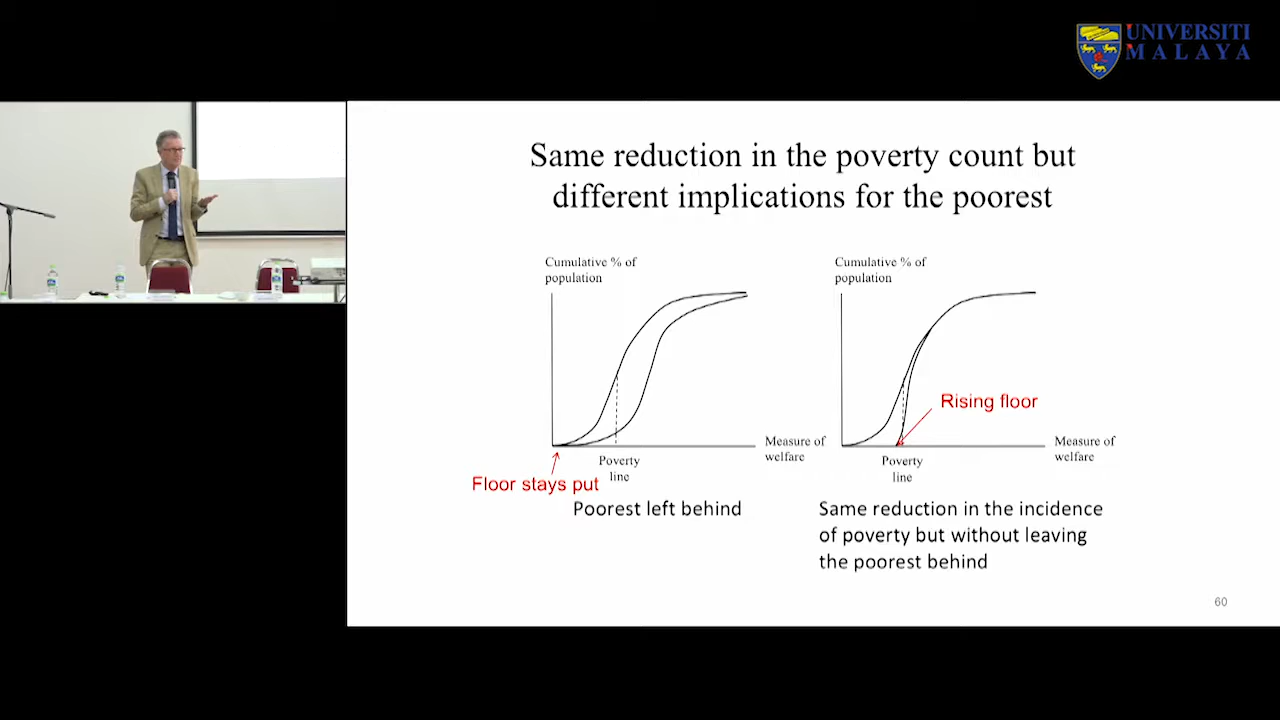 UNIVERSITI
MALAYA
Same reduction in the poverty count but
different implications for the poorest
Cumulative % of
population
Measure of
welfare
Poverty
line
Floor stays put
Poorest left behind
Cumulative % of
population
Rising floor
Measure of
welfare
Poverty
line
Same reduction in the incidence
of poverty but without leaving
the poorest behind
60